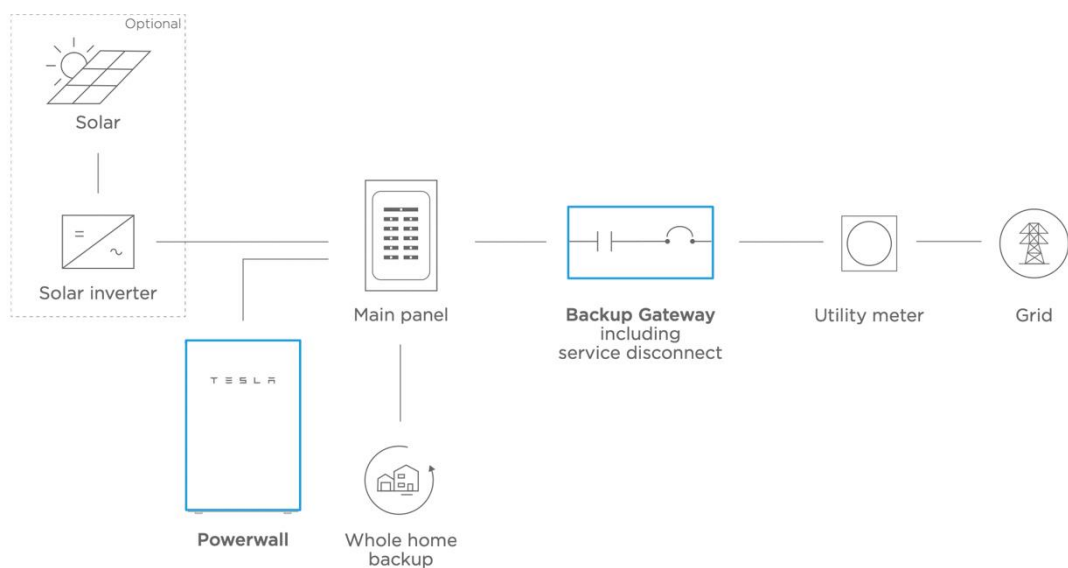 Optional
Solar
Solar inverter
Main panel
Backup Gateway
including
service disconnect
Utility meter
Grid
TESLA
Powerwall
Whole home
backup